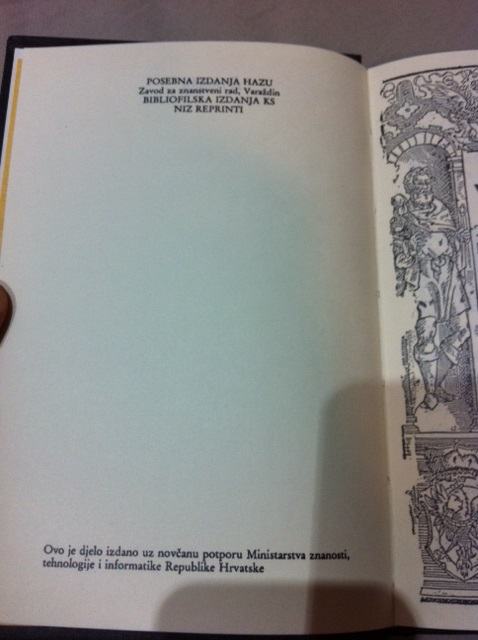 POSEBNA IZDANJA HAZU
Zavod za znanstveni rad, Varaždin
BIBLIOFILSKA IZDANJA KS
NIZ REPRINTI
Ovo je djelo izdano uz novčanu potporu Ministarstva znanosti,
tehnologije i informatike Republike Hrvatske